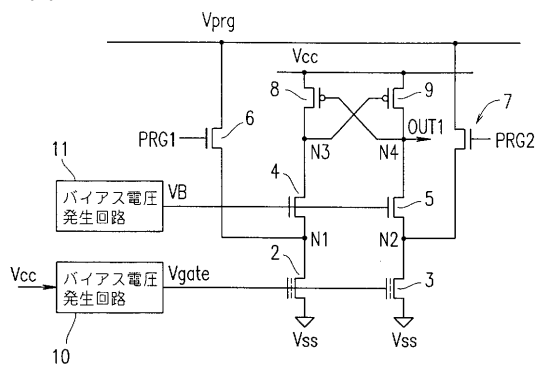 Vprg
Vcc
8
9
7
6
PRG1
OUT1
PRG2
N3
N4
11
4
バイアス電圧
発生回路
VB
5
N1
N2
2
Vcc
バイアス電圧
発生回路
Vgate
3
10
Vss
Vss